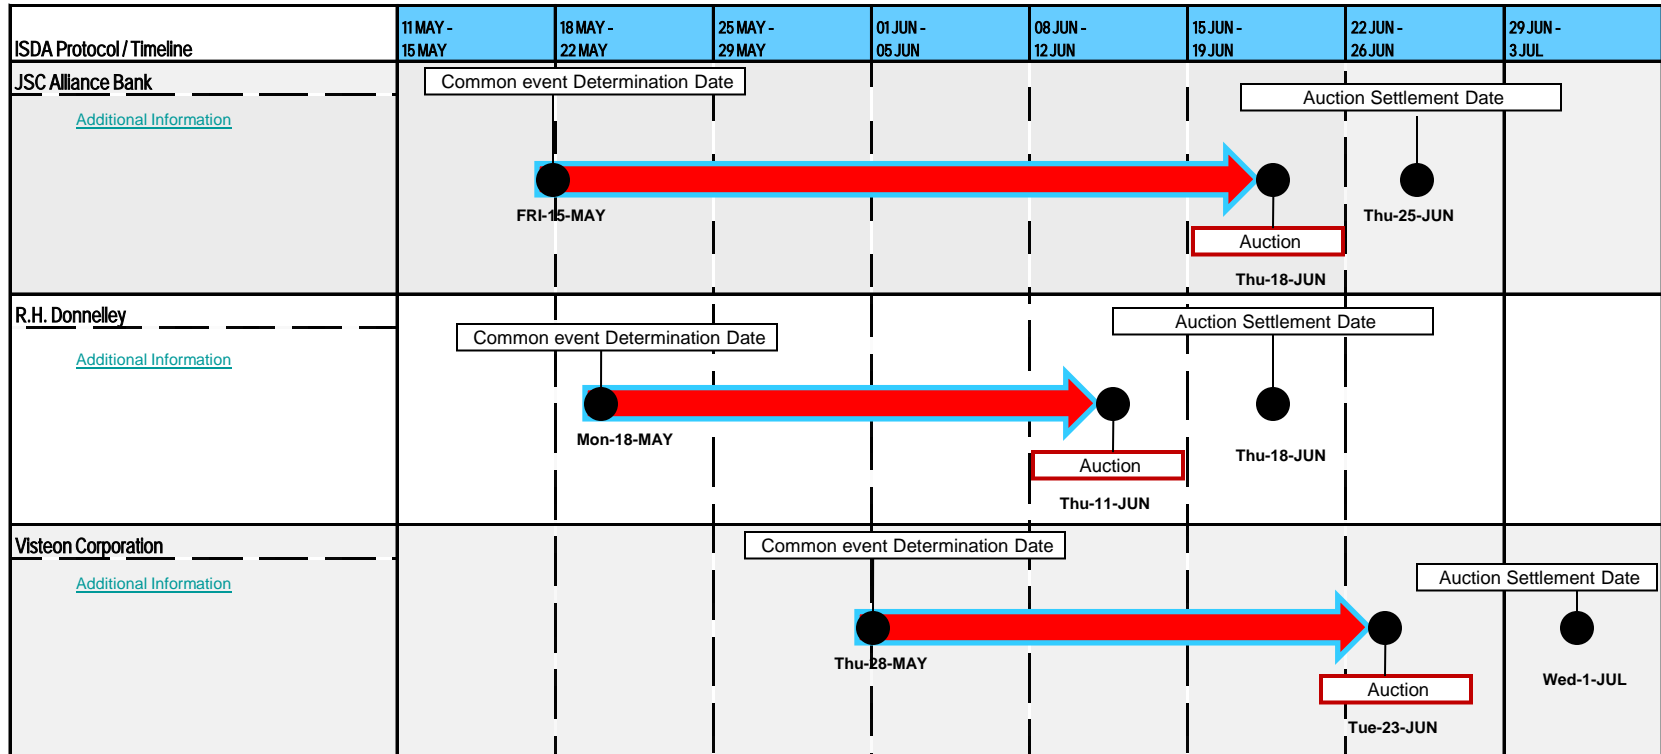 ISDA Protocol / Timeline
11 MAY -
15 MAY
18 MAY -
22 MAY
25 MAY -
29 MAY
01 JUN -
05 JUN
08 JUN -
12 JUN
15 JUN -
19 JUN
22 JUN -
26 JUN
29 JUN -
3 JUL
JSC Alliance Bank
Additional Information
Common event Determination Date
Auction Settlement Date
FRI-15-MAY
Thu-25-JUN
Auction
Thu-18-JUN
R.H. Donnelley
Additional Information
Common event Determination Date
Auction Settlement Date
Mon-18-MAY
Thu-18-JUN
Auction
Thu-11-JUN
Visteon Corporation
Additional Information
Common event Determination Date
Auction Settlement Date
Thu-28-MAY
Wed-1-JUL
Auction
Tue-23-JUN